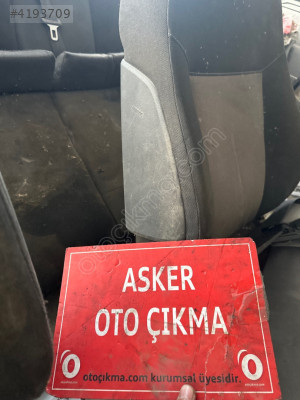 #4193709
ASKER
OTO ÇIKMA
otoçıkma.com kurumsal üyesidir.